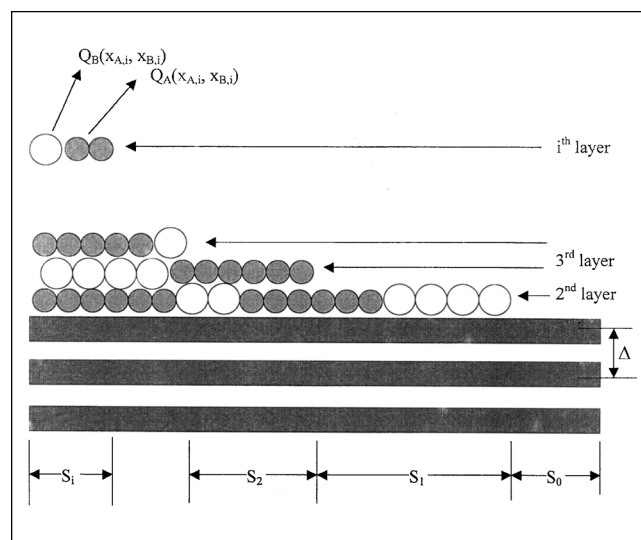 Q_B(x_A,i, x_B,i)
Q_A(x_A,i, x_B,i)
i^th layer
3^rd layer
2^nd layer
Δ
S_i
S_2
S_1
S_0